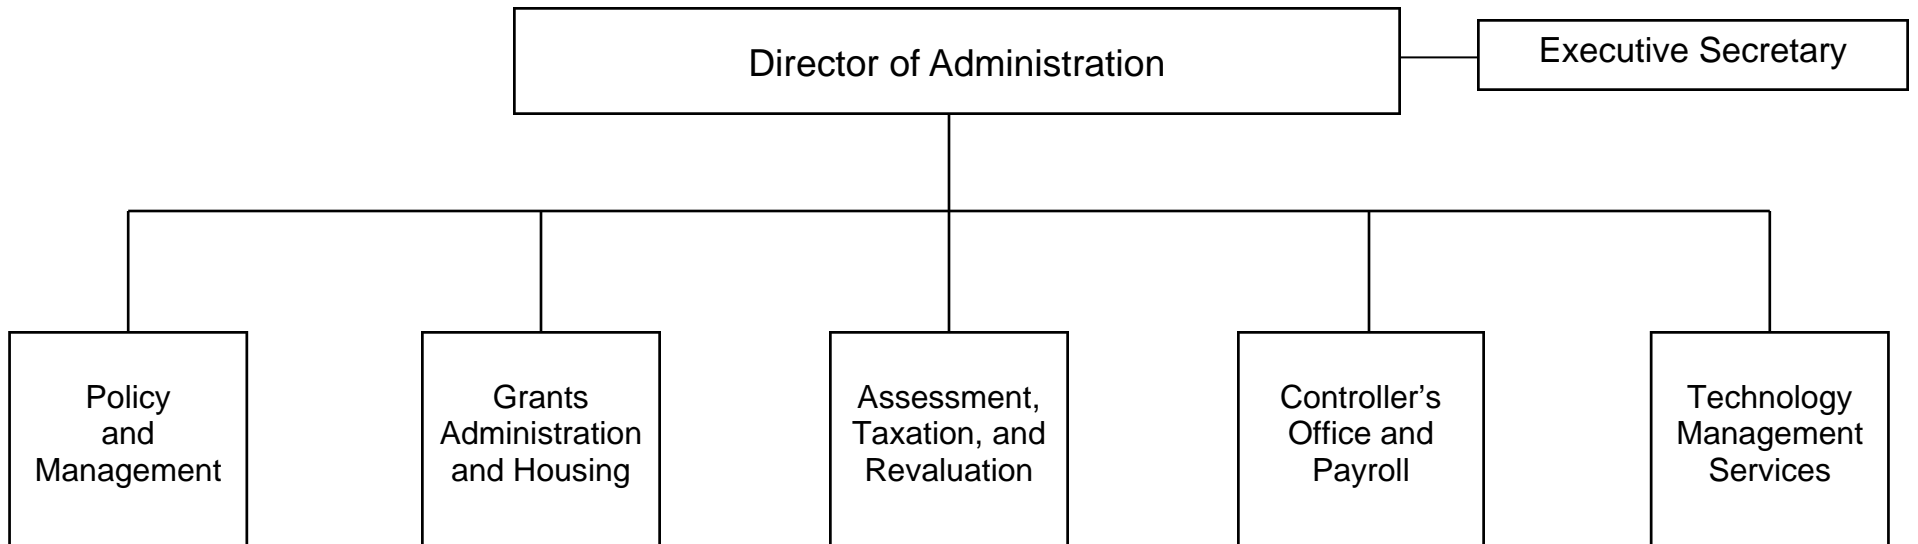 Director of Administration
Executive Secretary
Policy
and
Management
Grants
Administration
and Housing
Assessment,
Taxation, and
Revaluation
Controller’s
Office and
Payroll
Technology
Management
Services